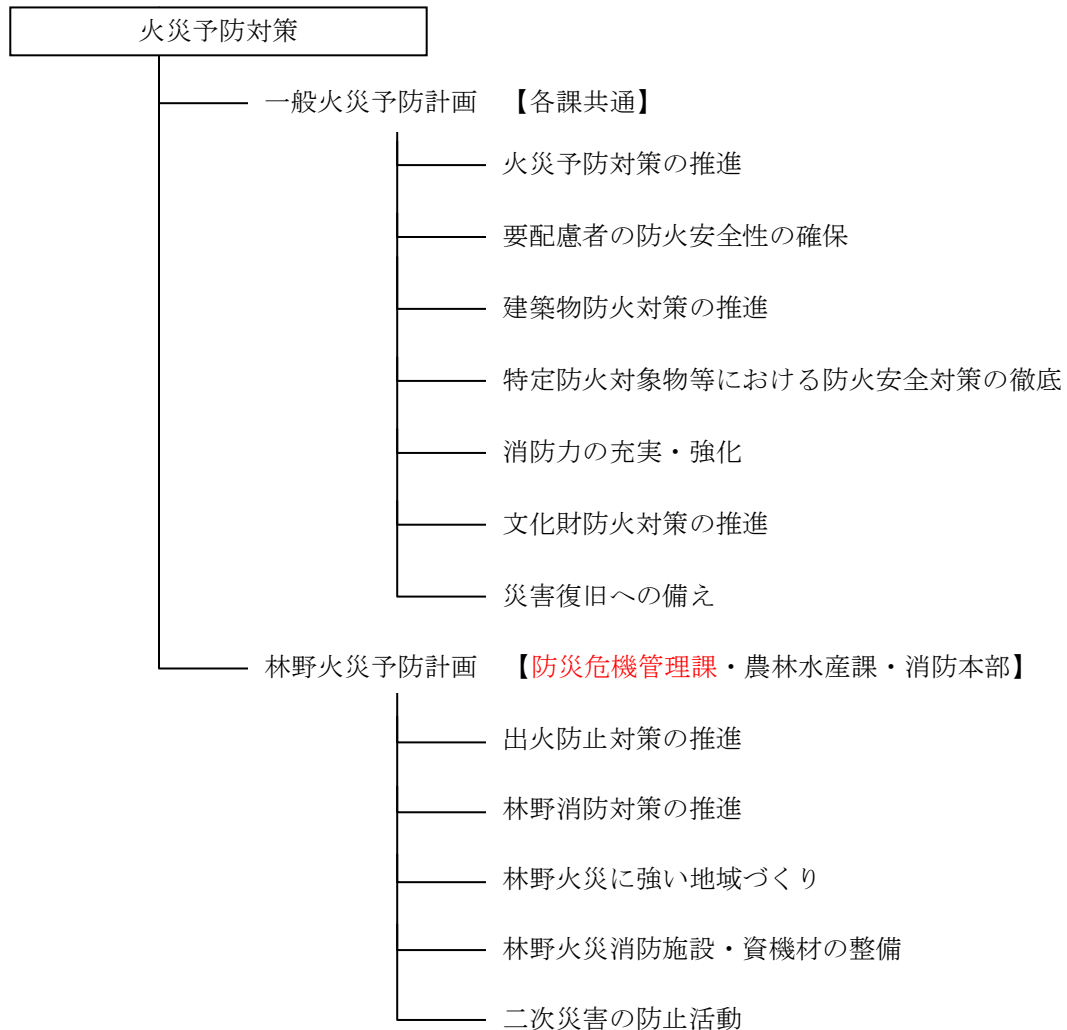 火災予防対策
一般火災予防計画 【各課共通】
火災予防対策の推進
要配慮者の防火安全性の確保
建築物防火対策の推進
特定防火対象物等における防火安全対策の徹底
消防力の充実・強化
文化財防火対策の推進
災害復旧への備え
林野火災予防計画 【防災危機管理課・農林水産課・消防本部】
出火防止対策の推進
林野消防対策の推進
林野火災に強い地域づくり
林野火災消防施設・資機材の整備
二次災害の防止活動